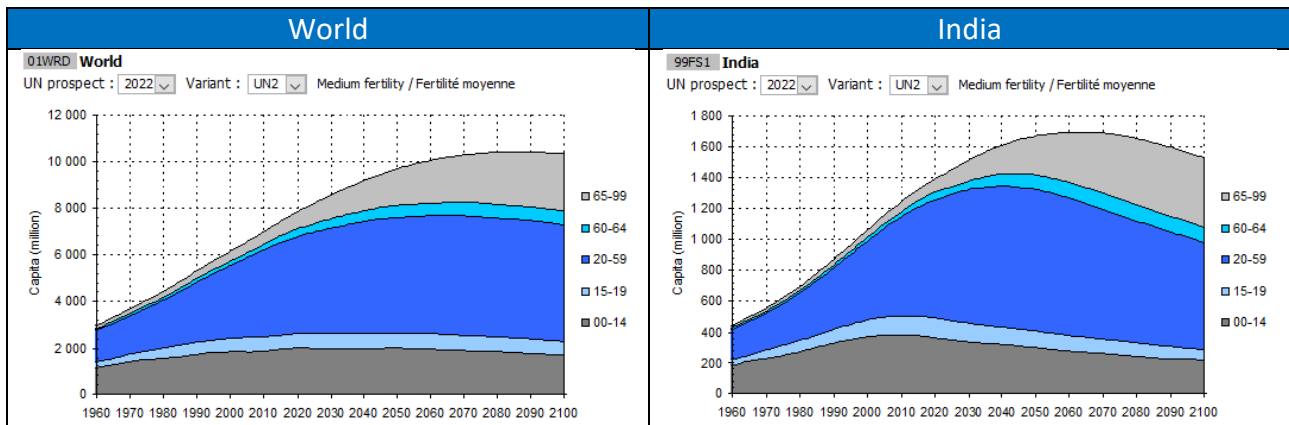 World
India
01WRD World
UN prospect : 2022 Variant : UN2 Medium fertility / Fertilité moyenne
Capita (million)
12 000
10 000
8 000
6 000
4 000
2 000
0
1960 1970 1980 1990 2000 2010 2020 2030 2040 2050 2060 2070 2080 2090 2100
65-99
60-64
20-59
15-19
00-14
99FS1 India
UN prospect : 2022 Variant : UN2 Medium fertility / Fertilité moyenne
Capita (million)
1 800
1 600
1 400
1 200
1 000
800
600
400
200
0
1960 1970 1980 1990 2000 2010 2020 2030 2040 2050 2060 2070 2080 2090 2100
65-99
60-64
20-59
15-19
00-14